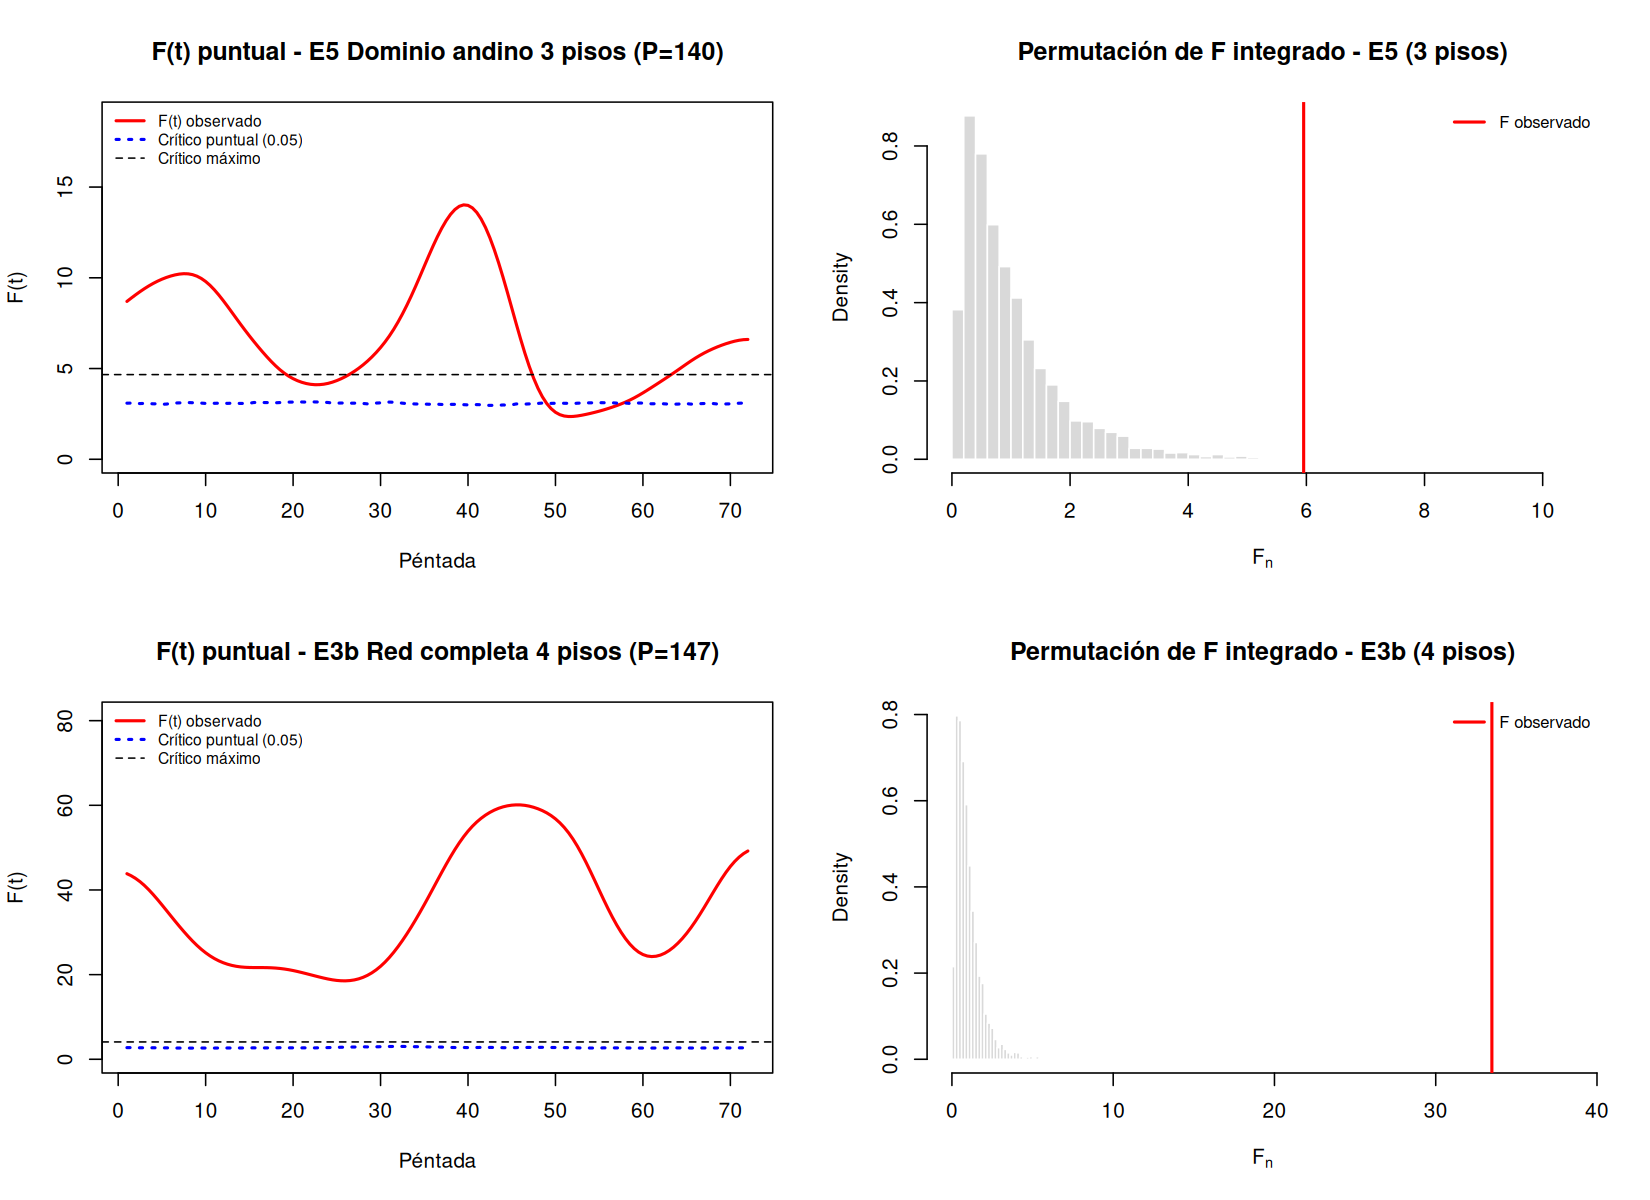 F(t) puntual - E5 Dominio andino 3 pisos (P=140)
F(t) observado
Crítico puntual (0.05)
Crítico máximo
F(t)
15
10
5
0
0 10 20 30 40 50 60 70
Péntada
Permutación de F integrado - E5 (3 pisos)
F observado
Density
0.8
0.6
0.4
0.2
0.0
0 2 4 6 8 10
Fn
F(t) puntual - E3b Red completa 4 pisos (P=147)
F(t) observado
Crítico puntual (0.05)
Crítico máximo
F(t)
80
60
40
20
0
0 10 20 30 40 50 60 70
Péntada
Permutación de F integrado - E3b (4 pisos)
F observado
Density
0.8
0.6
0.4
0.2
0.0
0 10 20 30 40
Fn